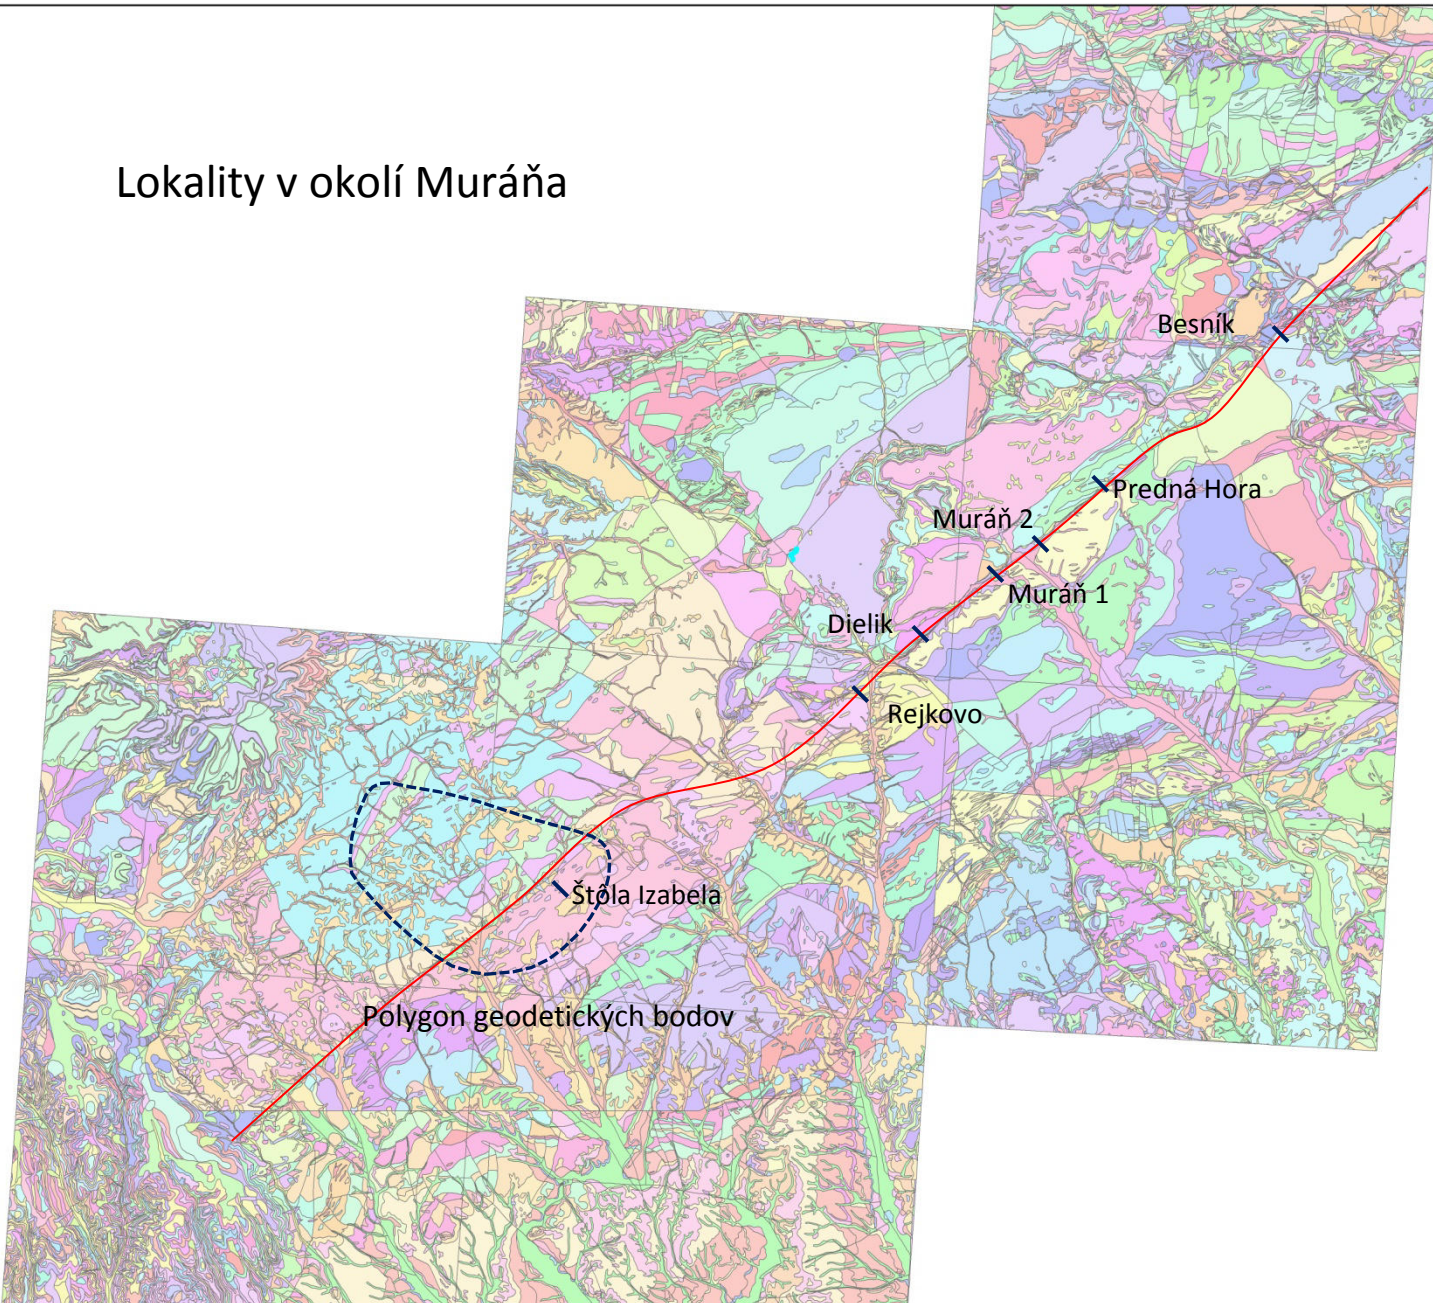 Lokality v okolí Muráňa
Besník
Predná Hora
Muráň 2
Muráň 1
Dielik
Rejkovo
Štôla Izabela
Polygon geodetických bodov